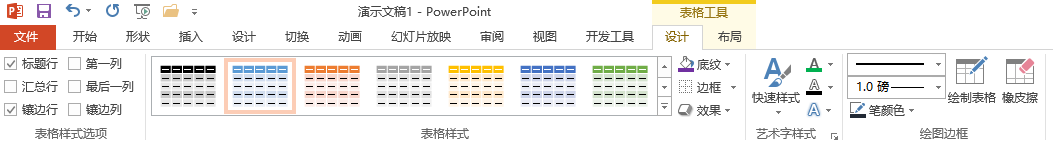 演示文稿1 - PowerPoint
表格工具
文件 开始 形状 插入 设计 切换 动画 幻灯片放映 审阅 视图 开发工具 设计 布局
标题行 第一列
汇总行 最后一列
镶边行 镶边列
表格样式选项
底纹
边框
效果
表格样式
快速样式
A
A
A
A
艺术字样式
1.0 磅
笔颜色
绘制表格
橡皮擦
绘图边框